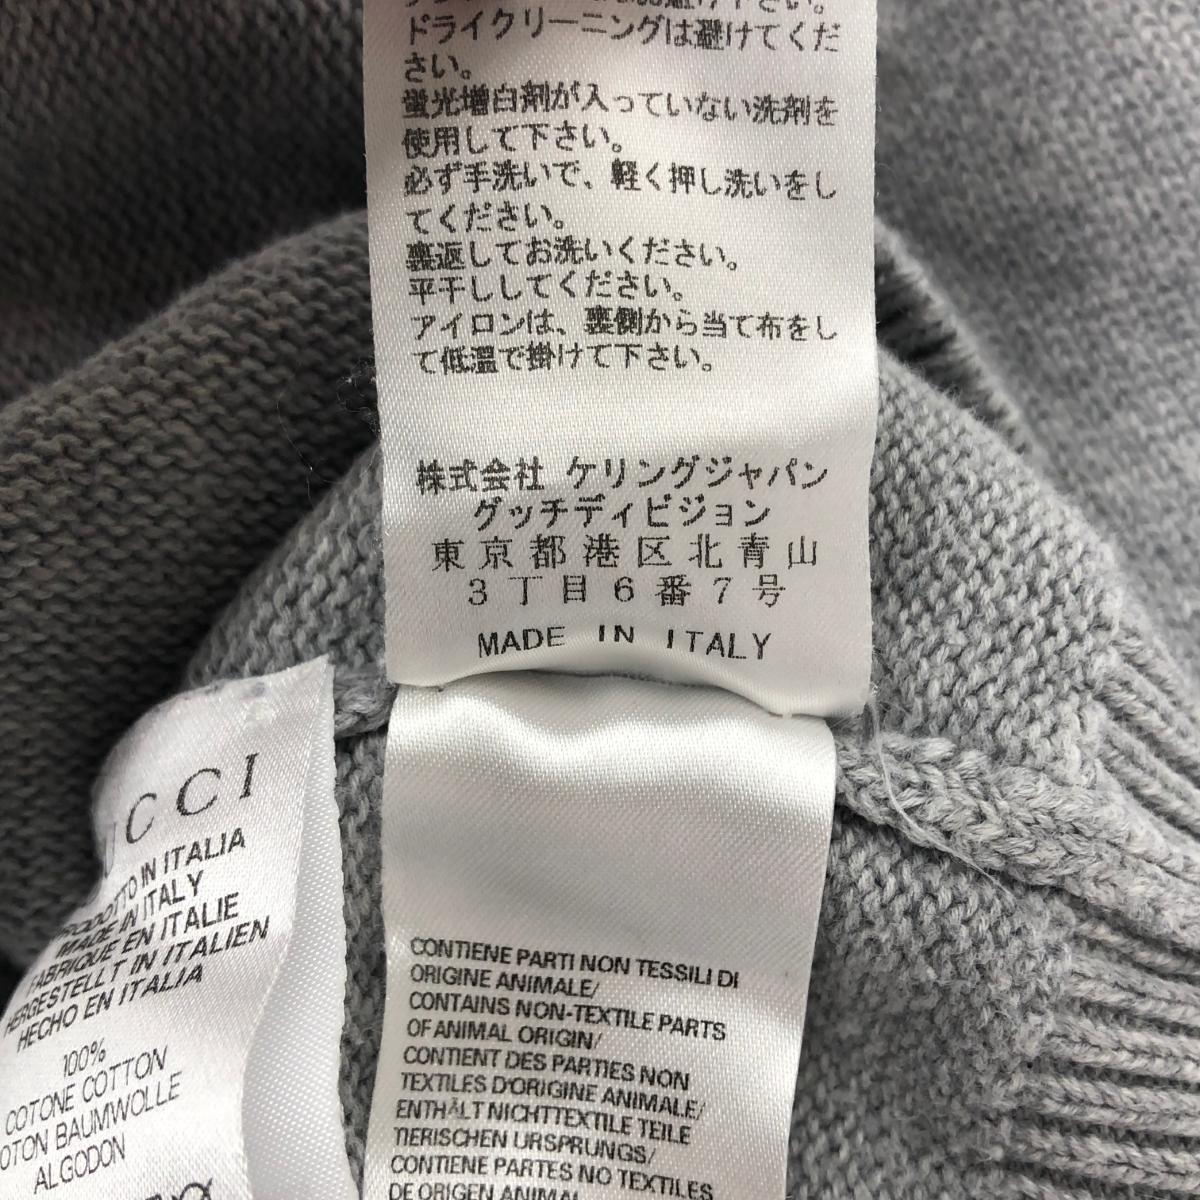 ドライクリーニングは避けてくだ
さい。
蛍光増白剤が入っていない洗剤を
使用して下さい。
必ず手洗いで、軽く押し洗いをし
てください。
裏返してお洗いください。
平干ししてください。
アイロンは、裏側から当て布をし
て低温で掛けて下さい。
株式会社 ケリングジャパン
グッチディビジョン
東京都港区北青山
3丁目6番7号
MADE IN ITALY
UCCI
PRODOTTO IN ITALIA
MADE IN ITALY
FABRIQUE EN ITALIE
HERGESTELLT IN ITALIEN
HECHO EN ITALIA
100%
COTONE COTTON
COTON BAUMWOLLE
ALGODON
CONTIENE PARTI NON TESSILI DI
ORIGINE ANIMALE/
CONTAINS NON-TEXTILE PARTS
OF ANIMAL ORIGIN/
CONTIENT DES PARTIES NON
TEXTILES D'ORIGINE ANIMALE/
ENTHÄLT NICHTTEXTILE TEILE
TIERISCHEN URSPRUNGS/
CONTIENE PARTES NO TEXTILES
DE ORIGEN ANIMAL